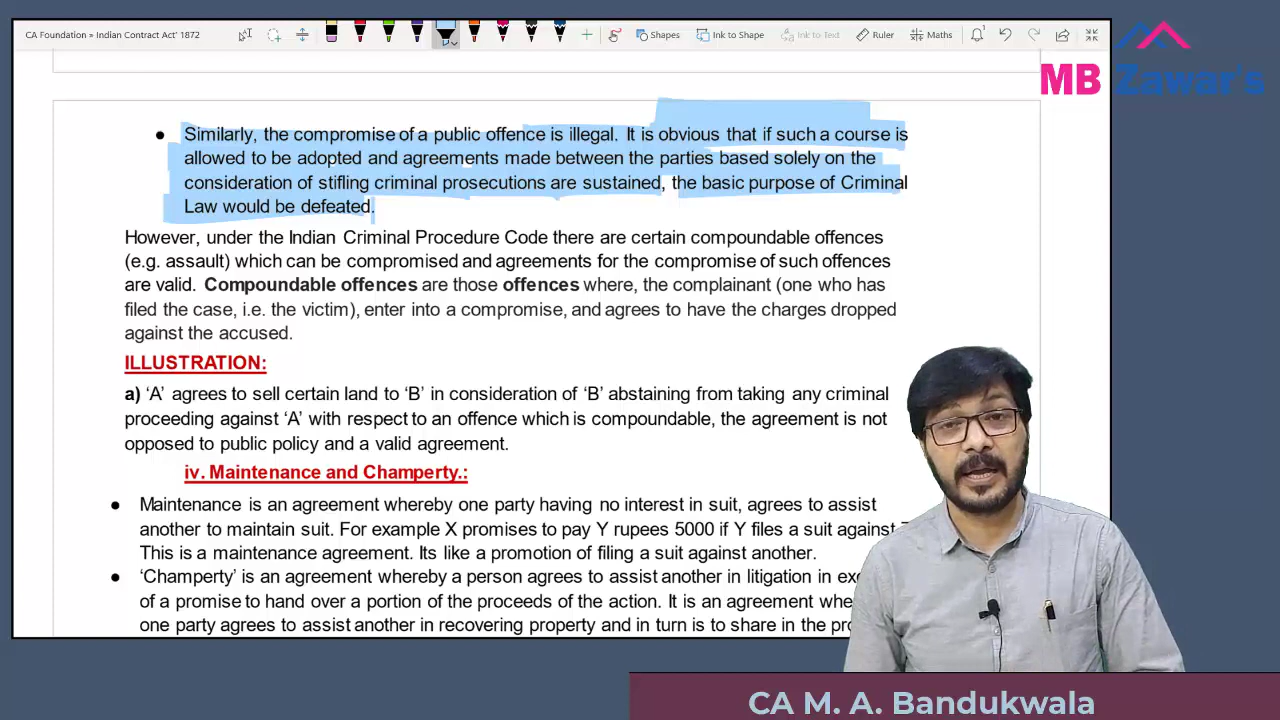 CA Foundation = Indian Contract Act' 1872
Shapes
Ink to Shape
Ink to Text
Ruler
Maths
MB Zawar's
● Similarly, the compromise of a public offence is illegal. It is obvious that if such a course is
allowed to be adopted and agreements made between the parties based solely on the
consideration of stifling criminal prosecutions are sustained, the basic purpose of Criminal
Law would be defeated.
However, under the Indian Criminal Procedure Code there are certain compoundable offences
(e.g. assault) which can be compromised and agreements for the compromise of such offences
are valid. Compoundable offences are those offences where, the complainant (one who has
filed the case, i.e. the victim), enter into a compromise, and agrees to have the charges dropped
against the accused.
ILLUSTRATION:
a) ‘A’ agrees to sell certain land to ‘B’ in consideration of ‘B’ abstaining from taking any criminal
proceeding against ‘A’ with respect to an offence which is compoundable, the agreement is not
opposed to public policy and a valid agreement.
iv. Maintenance and Champerty.:
● Maintenance is an agreement whereby one party having no interest in suit, agrees to assist
another to maintain suit. For example X promises to pay Y rupees 5000 if Y files a suit against
This is a maintenance agreement. Its like a promotion of filing a suit against another.
● ‘Champerty’ is an agreement whereby a person agrees to assist another in litigation in
of a promise to hand over a portion of the proceeds of the action. It is an agreement
one party agrees to assist another in recovering property and in turn is to share in the
CA M. A. Bandukwala